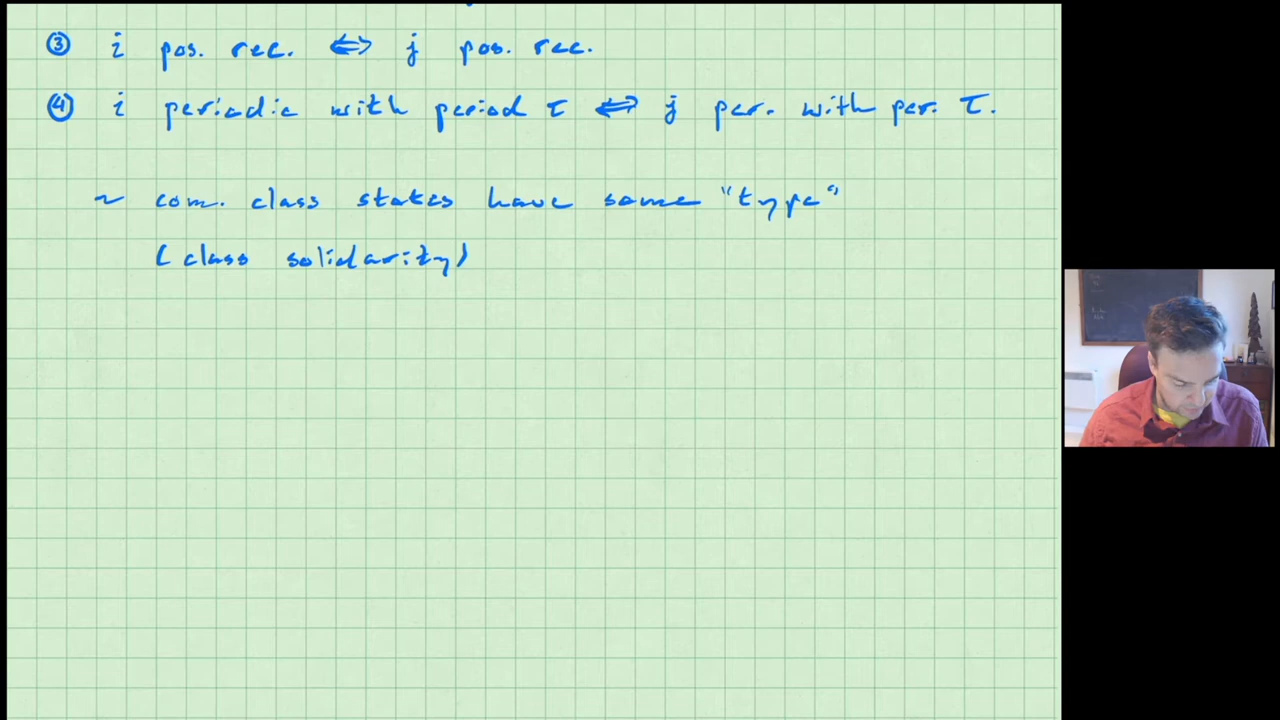 ③ i pos. rec. ⟺ j pos. rec.
④ i periodic with period τ ⟺ j per. with per. τ.
~ com. class states have same "type"
(class solidarity)